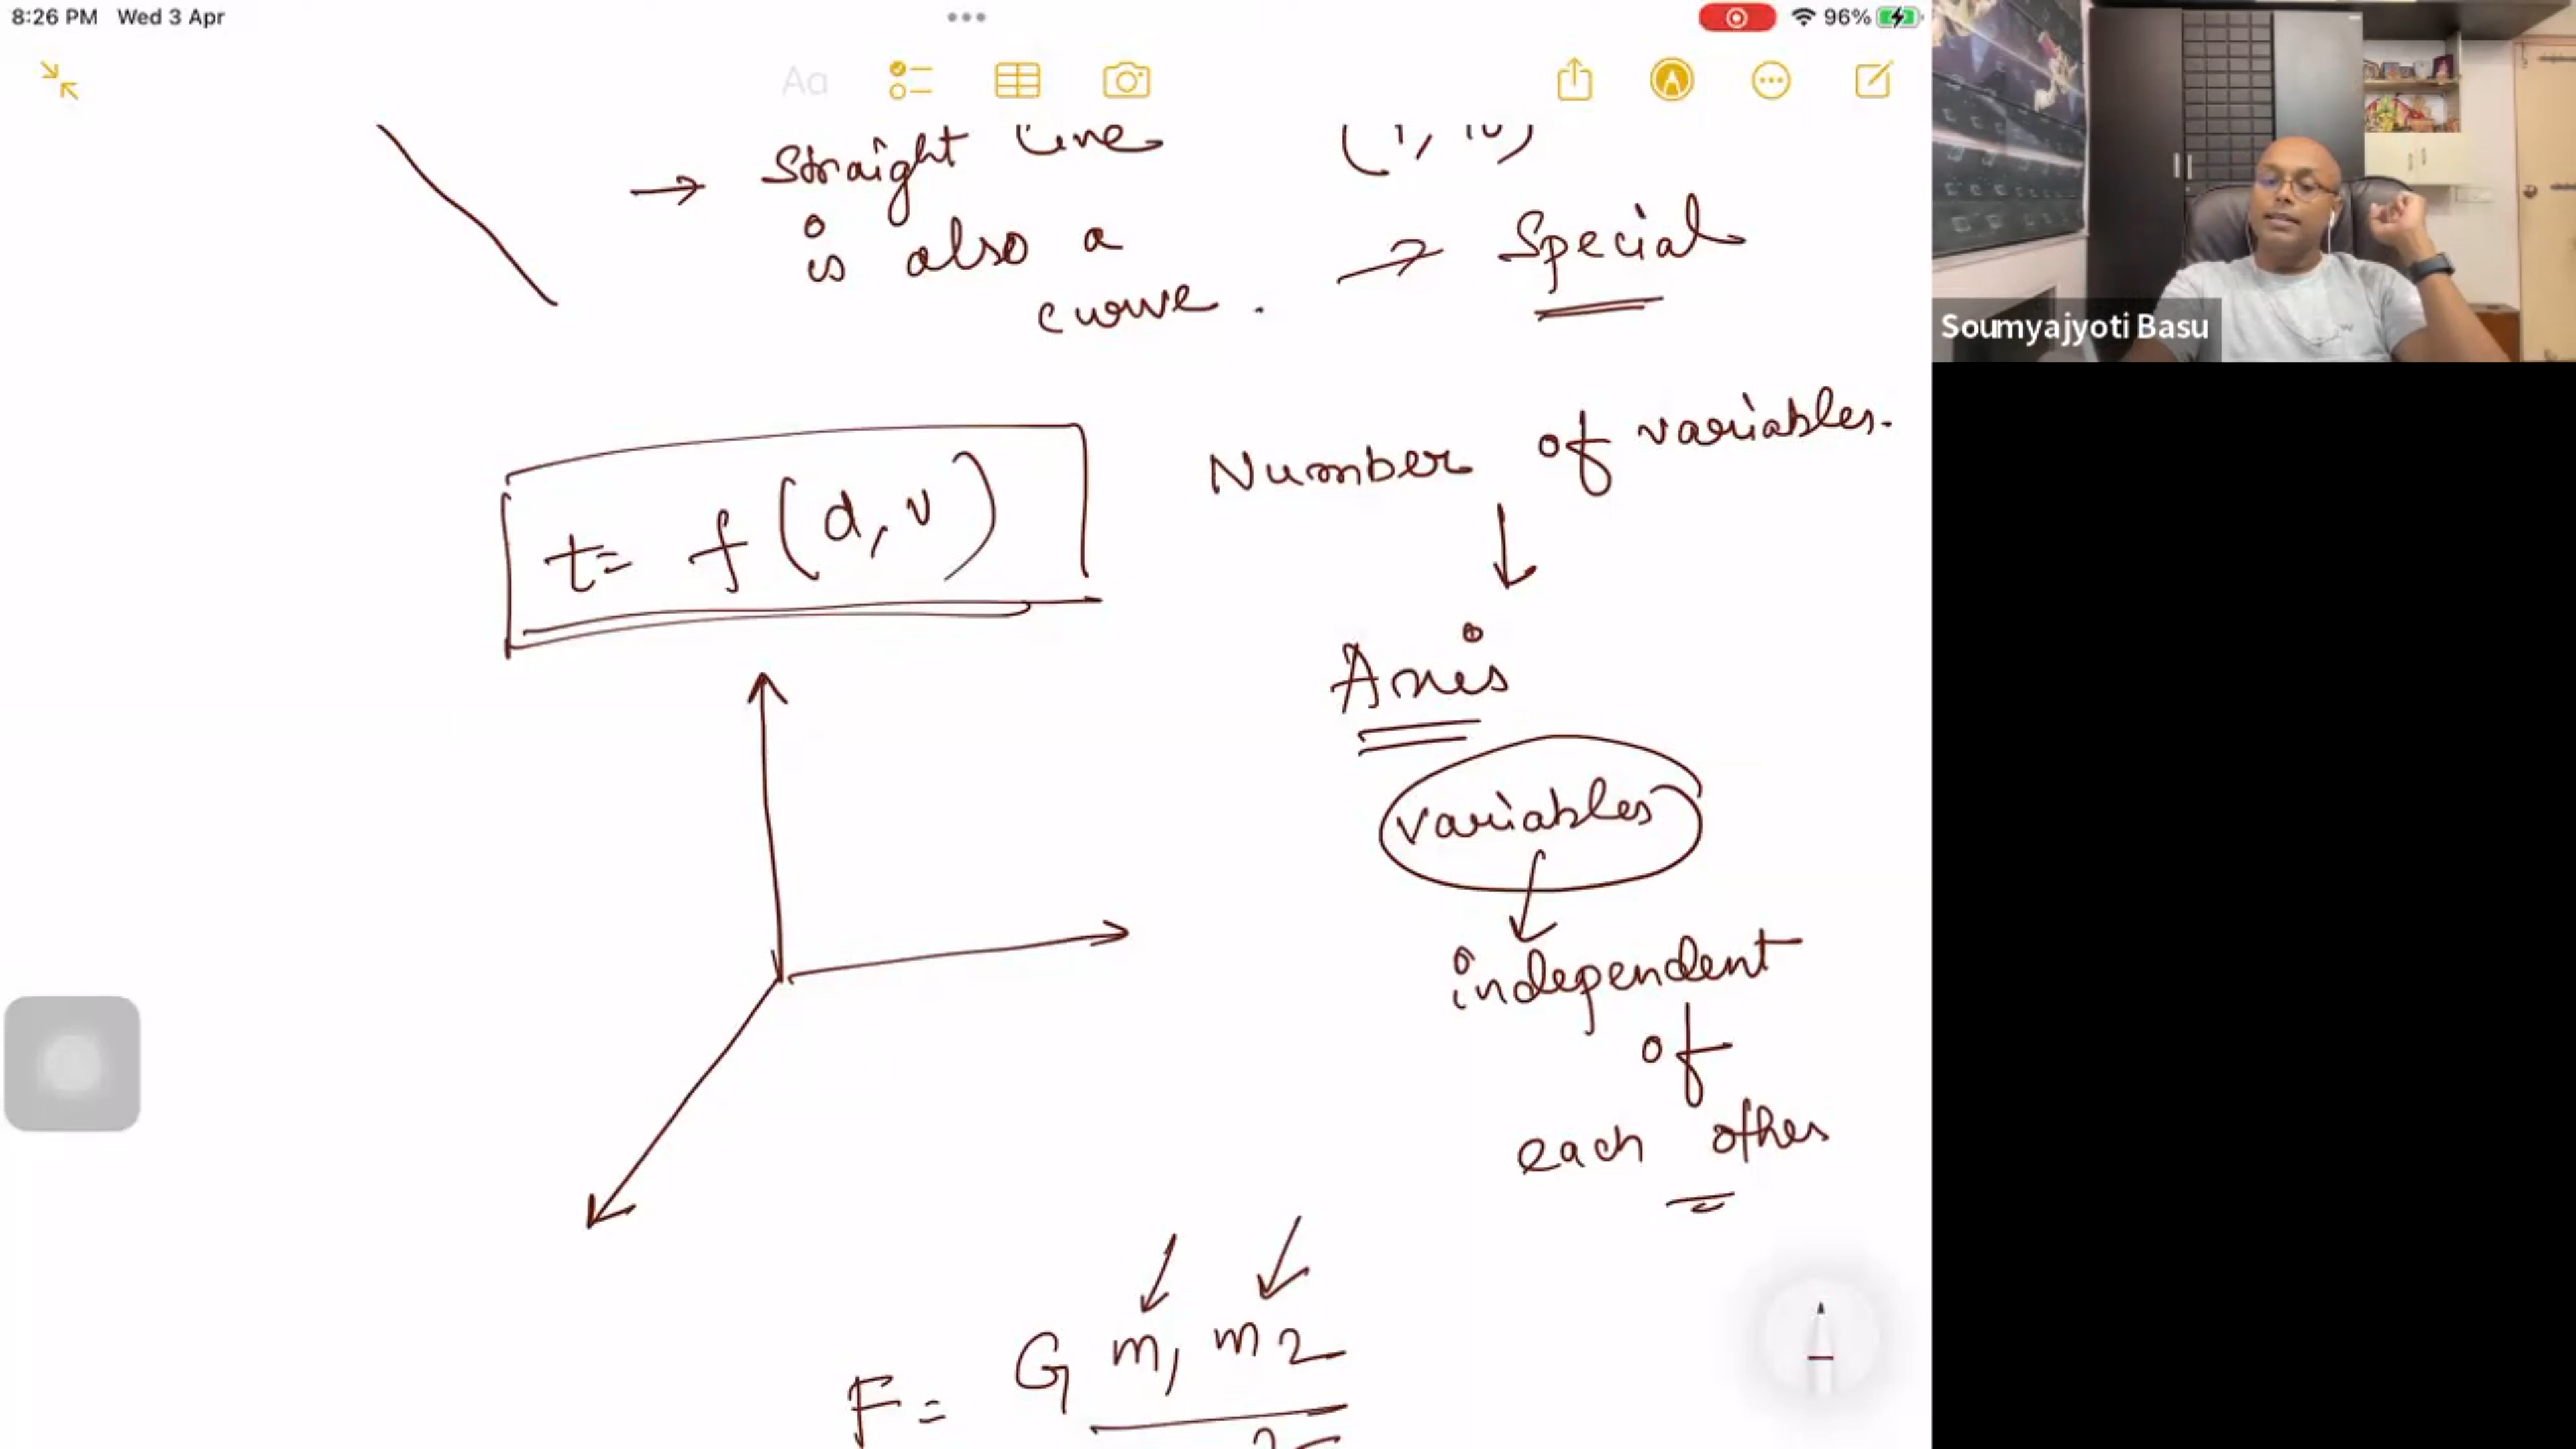 8:26 PM Wed 3 Apr
96%
Aa
→ Straight line
is also a
curve.
→ Special
t = f(d, v)
Number of variables.
↓
Axis
variables
↓
independent
of
each other
F = G m1 m2
Soumyajyoti Basu